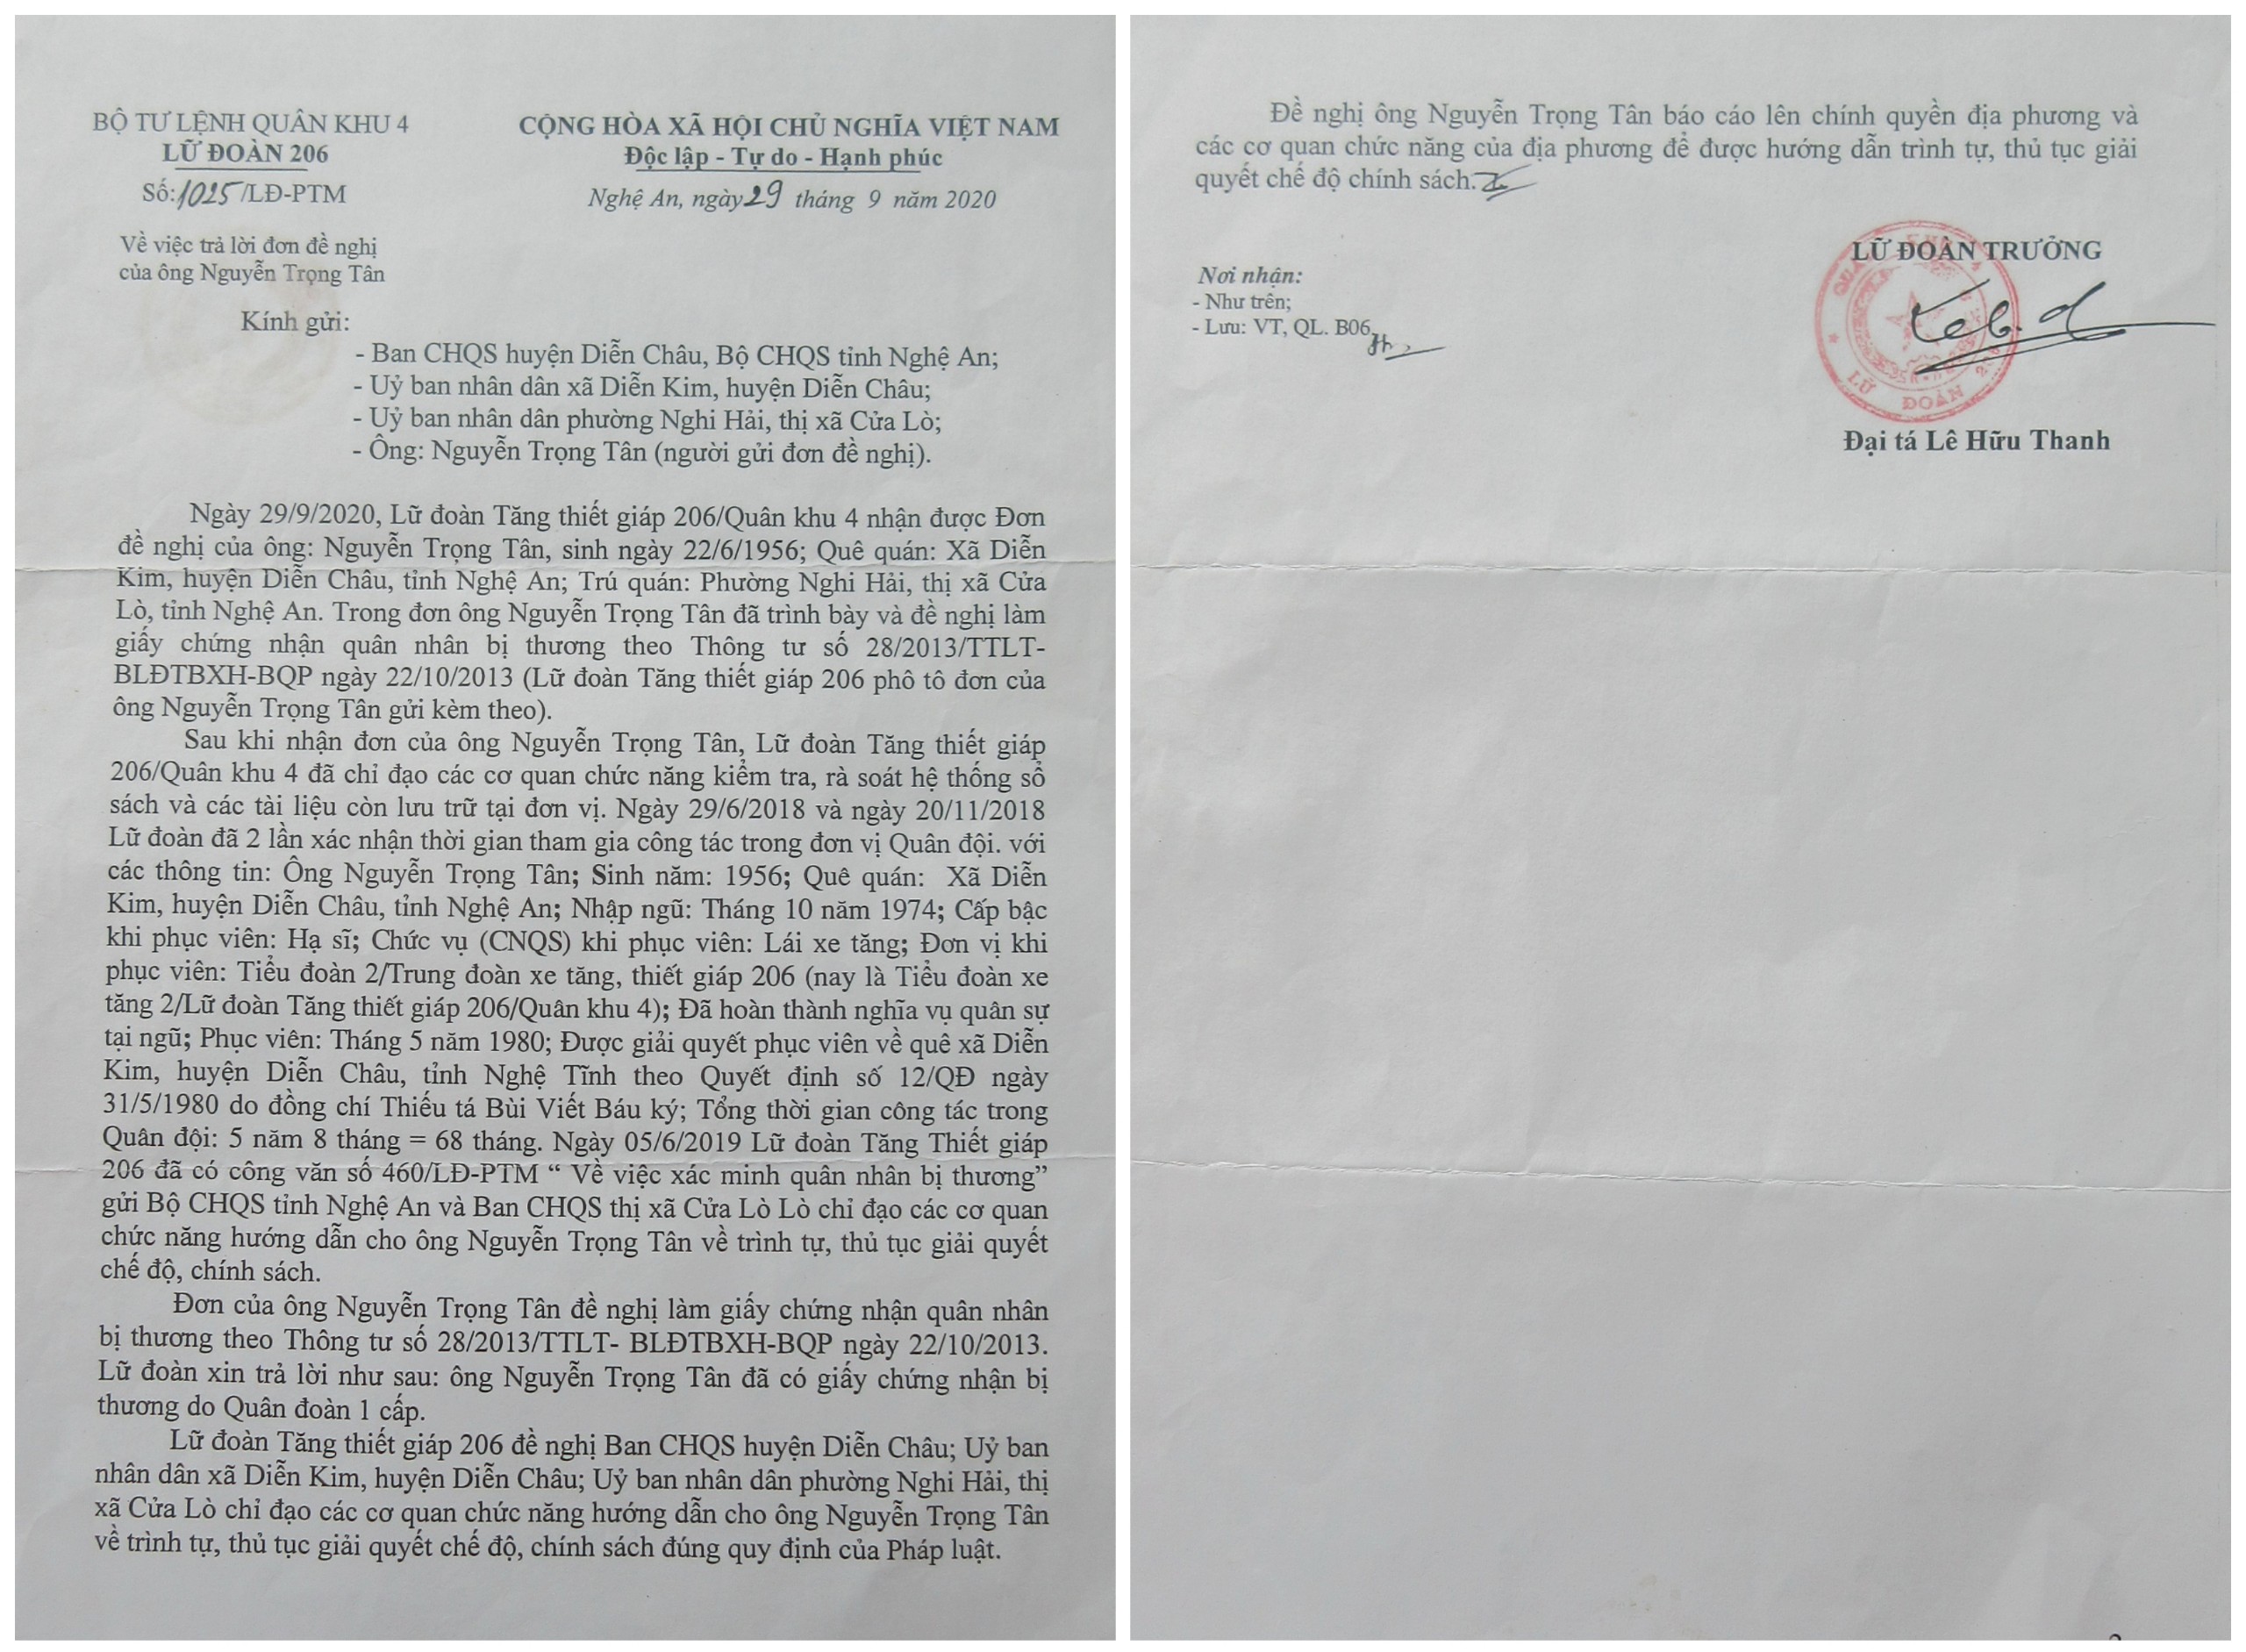 BỘ TƯ LỆNH QUÂN KHU 4
LỮ ĐOÀN 206
Số: 1025/LĐ-PTM
Về việc trả lời đơn đề nghị
của ông Nguyễn Trọng Tân
CỘNG HÒA XÃ HỘI CHỦ NGHĨA VIỆT NAM
Độc lập - Tự do - Hạnh phúc
Nghệ An, ngày 29 tháng 9 năm 2020
Kính gửi:
- Ban CHQS huyện Diễn Châu, Bộ CHQS tỉnh Nghệ An;
- Uỷ ban nhân dân xã Diễn Kim, huyện Diễn Châu;
- Uỷ ban nhân dân phường Nghi Hải, thị xã Cửa Lò;
- Ông: Nguyễn Trọng Tân (người gửi đơn đề nghị).
Ngày 29/9/2020, Lữ đoàn Tăng thiết giáp 206/Quân khu 4 nhận được Đơn
đề nghị của ông: Nguyễn Trọng Tân, sinh ngày 22/6/1956; Quê quán: Xã Diễn
Kim, huyện Diễn Châu, tỉnh Nghệ An; Trú quán: Phường Nghi Hải, thị xã Cửa
Lò, tỉnh Nghệ An. Trong đơn ông Nguyễn Trọng Tân đã trình bày và đề nghị làm
giấy chứng nhận quân nhân bị thương theo Thông tư số 28/2013/TTLT-
BLĐTBXH-BQP ngày 22/10/2013 (Lữ đoàn Tăng thiết giáp 206 phô tô đơn của
ông Nguyễn Trọng Tân gửi kèm theo).
Sau khi nhận đơn của ông Nguyễn Trọng Tân, Lữ đoàn Tăng thiết giáp
206/Quân khu 4 đã chỉ đạo các cơ quan chức năng kiểm tra, rà soát hệ thống sổ
sách và các tài liệu còn lưu trữ tại đơn vị. Ngày 29/6/2018 và ngày 20/11/2018
Lữ đoàn đã 2 lần xác nhận thời gian tham gia công tác trong đơn vị Quân đội. với
các thông tin: Ông Nguyễn Trọng Tân; Sinh năm: 1956; Quê quán: Xã Diễn
Kim, huyện Diễn Châu, tỉnh Nghệ An; Nhập ngũ: Tháng 10 năm 1974; Cấp bậc
khi phục viên: Hạ sĩ; Chức vụ (CNQS) khi phục viên: Lái xe tăng; Đơn vị khi
phục viên: Tiểu đoàn 2/Trung đoàn xe tăng, thiết giáp 206 (nay là Tiểu đoàn xe
tăng 2/Lữ đoàn Tăng thiết giáp 206/Quân khu 4); Đã hoàn thành nghĩa vụ quân sự
tại ngũ; Phục viên: Tháng 5 năm 1980; Được giải quyết phục viên về quê xã Diễn
Kim, huyện Diễn Châu, tỉnh Nghệ Tĩnh theo Quyết định số 12/QĐ ngày
31/5/1980 do đồng chí Thiếu tá Bùi Viết Báu ký; Tổng thời gian công tác trong
Quân đội: 5 năm 8 tháng = 68 tháng. Ngày 05/6/2019 Lữ đoàn Tăng Thiết giáp
206 đã có công văn số 460/LĐ-PTM “ Về việc xác minh quân nhân bị thương”
gửi Bộ CHQS tỉnh Nghệ An và Ban CHQS thị xã Cửa Lò Lò chỉ đạo các cơ quan
chức năng hướng dẫn cho ông Nguyễn Trọng Tân về trình tự, thủ tục giải quyết
chế độ, chính sách.
Đơn của ông Nguyễn Trọng Tân đề nghị làm giấy chứng nhận quân nhân
bị thương theo Thông tư số 28/2013/TTLT- BLĐTBXH-BQP ngày 22/10/2013.
Lữ đoàn xin trả lời như sau: ông Nguyễn Trọng Tân đã có giấy chứng nhận bị
thương do Quân đoàn 1 cấp.
Lữ đoàn Tăng thiết giáp 206 đề nghị Ban CHQS huyện Diễn Châu; Uỷ ban
nhân dân xã Diễn Kim, huyện Diễn Châu; Uỷ ban nhân dân phường Nghi Hải, thị
xã Cửa Lò chỉ đạo các cơ quan chức năng hướng dẫn cho ông Nguyễn Trọng Tân
về trình tự, thủ tục giải quyết chế độ, chính sách đúng quy định của Pháp luật.
Đề nghị ông Nguyễn Trọng Tân báo cáo lên chính quyền địa phương và
các cơ quan chức năng của địa phương để được hướng dẫn trình tự, thủ tục giải
quyết chế độ chính sách.
Nơi nhận:
- Như trên;
- Lưu: VT, QL. B06.
LỮ ĐOÀN TRƯỞNG
LỮ ĐOÀN 206
Đại tá Lê Hữu Thanh